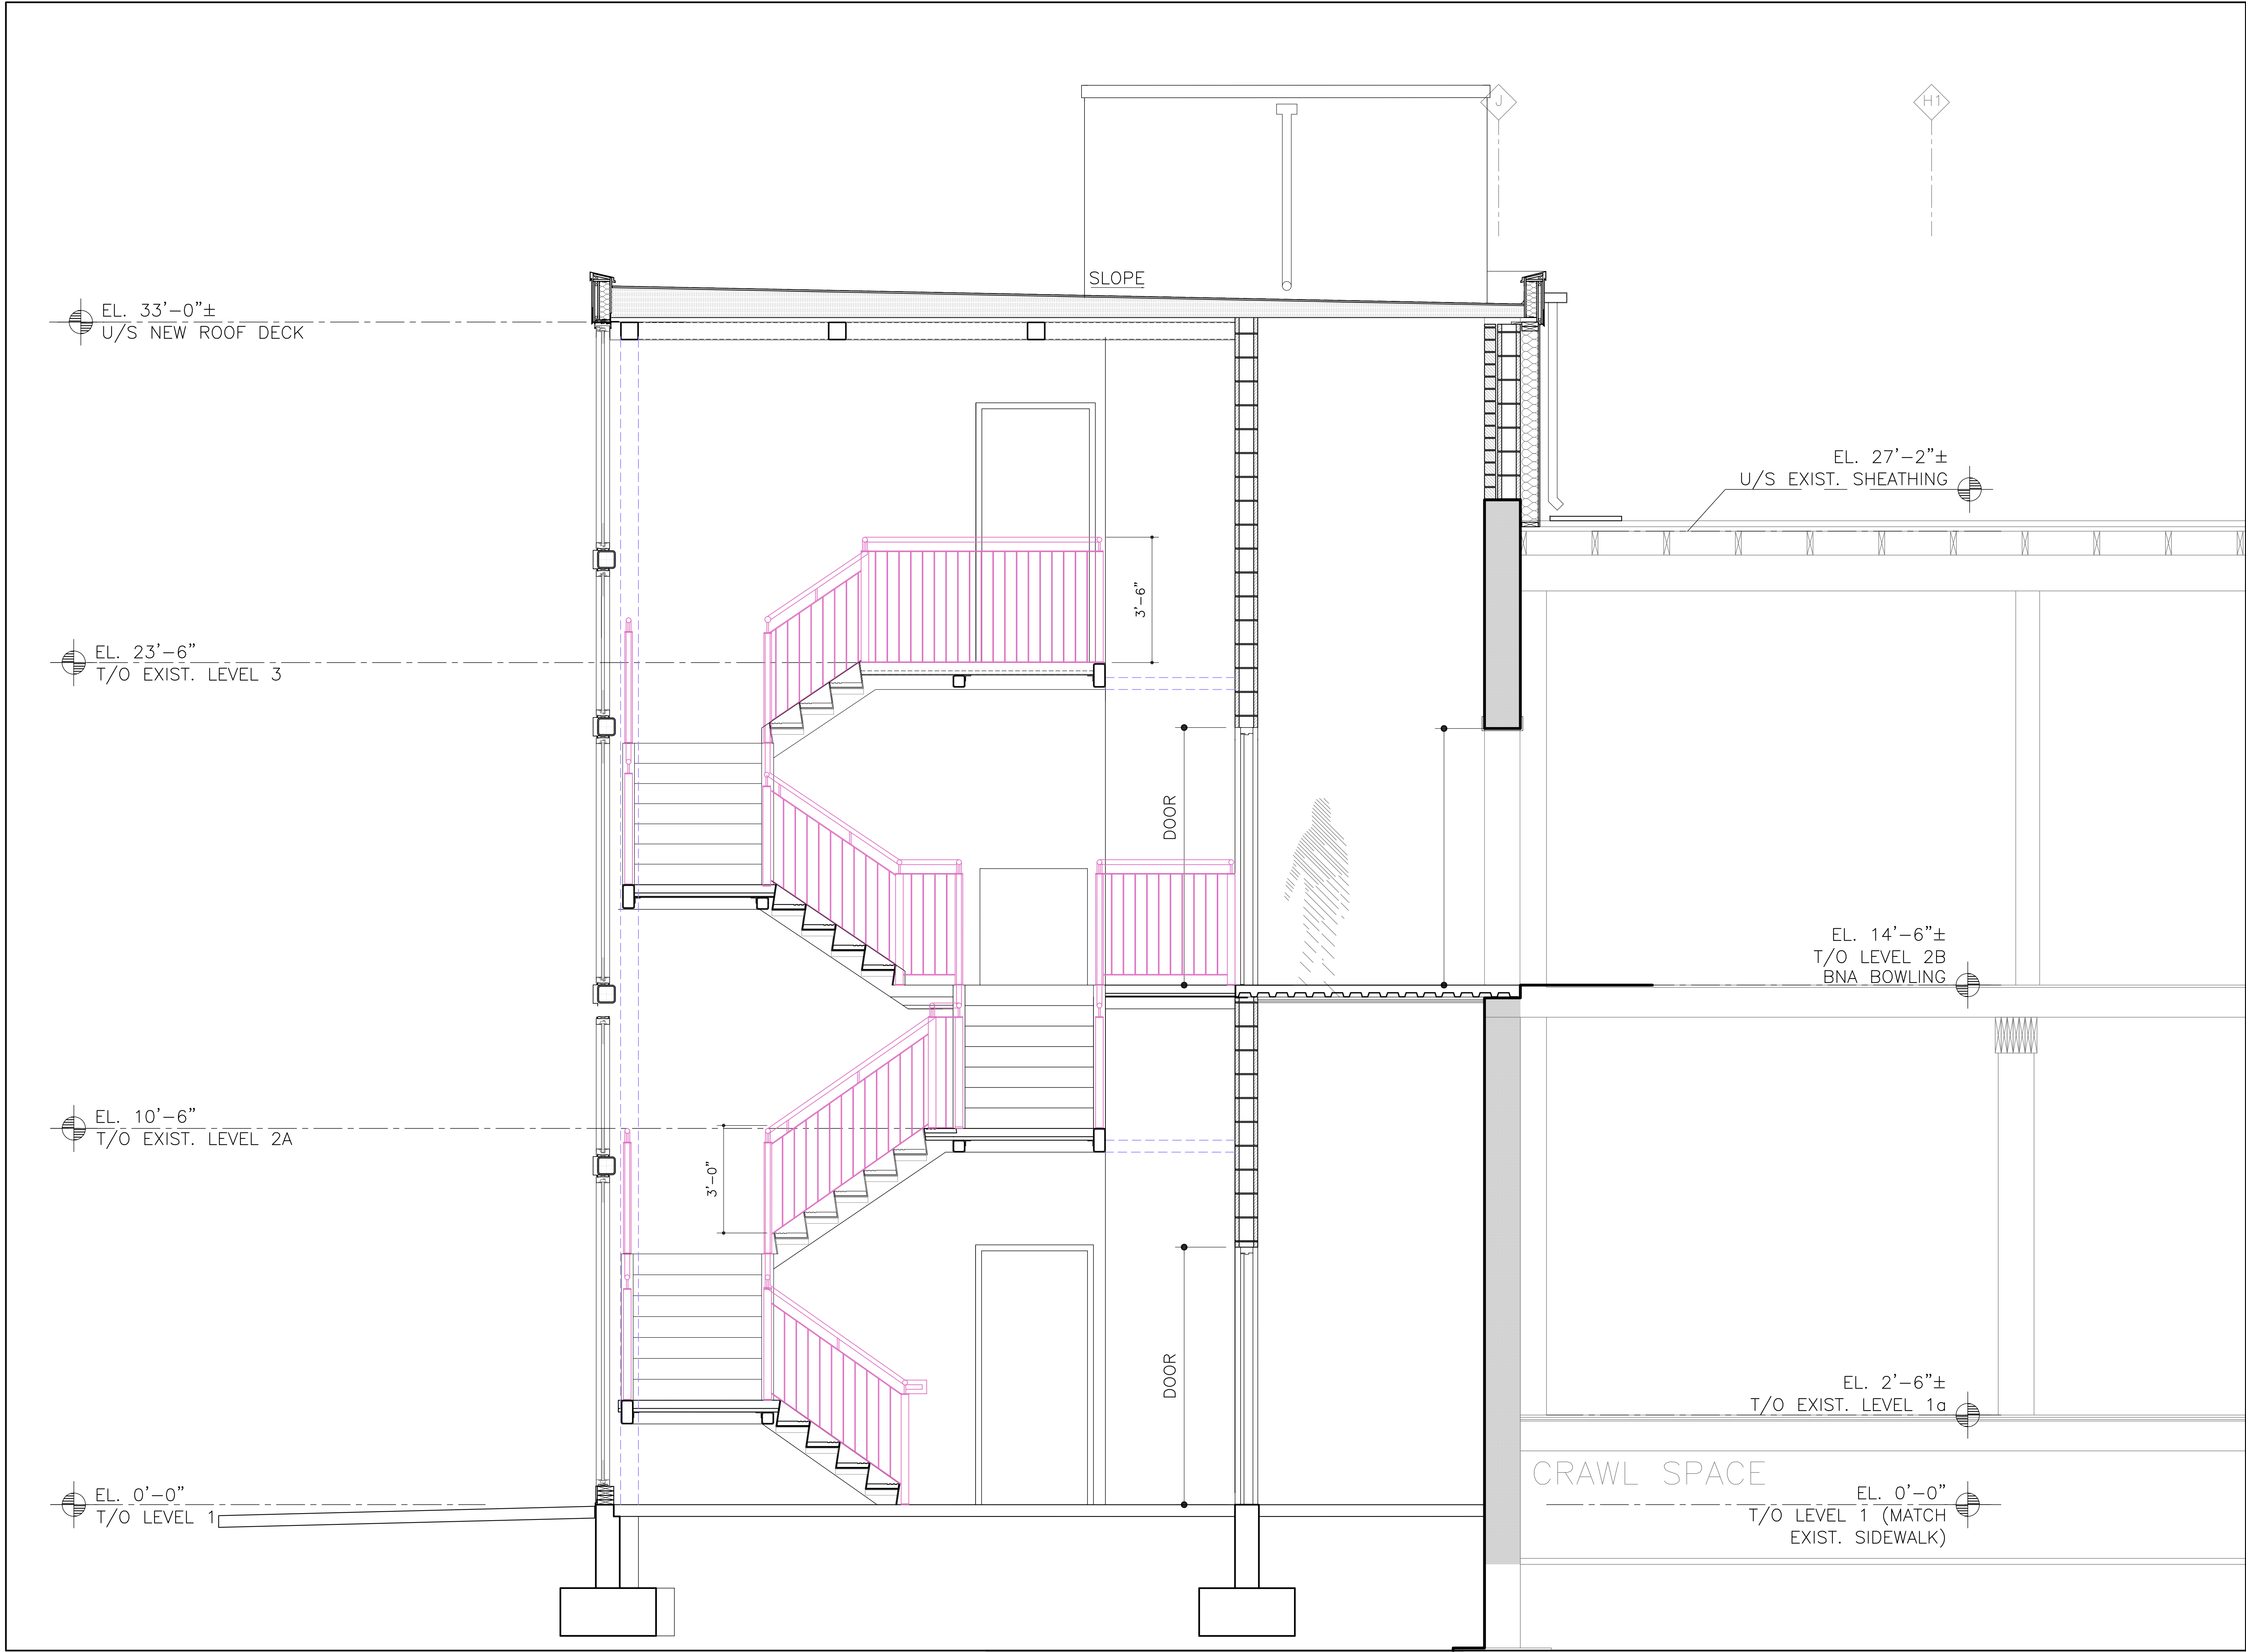 J
H1
SLOPE
EL. 33'-0"±
U/S NEW ROOF DECK
EL. 27'-2"±
U/S EXIST. SHEATHING
3'-6"
EL. 23'-6"
T/O EXIST. LEVEL 3
DOOR
EL. 14'-6"±
T/O LEVEL 2B
BNA BOWLING
EL. 10'-6"
T/O EXIST. LEVEL 2A
3'-0"
DOOR
EL. 2'-6"±
T/O EXIST. LEVEL 1a
CRAWL SPACE
EL. 0'-0"
T/O LEVEL 1
EL. 0'-0"
T/O LEVEL 1 (MATCH
EXIST. SIDEWALK)